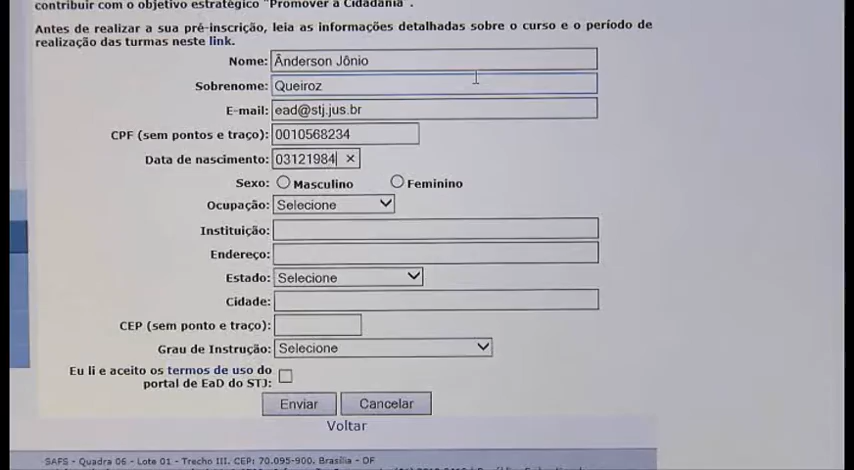 contribuir com o objetivo estratégico "Promover a Cidadania".
Antes de realizar a sua pré-inscrição, leia as informações detalhadas sobre o curso e o período de
realização das turmas neste link.
Nome: Ânderson Jônio
Sobrenome: Queiroz
E-mail: ead@stj.jus.br
CPF (sem pontos e traço): 0010568234
Data de nascimento: 03121984 ×
Sexo: Masculino Feminino
Ocupação: Selecione
Instituição:
Endereço:
Estado: Selecione
Cidade:
CEP (sem ponto e traço):
Grau de Instrução: Selecione
Eu li e aceito os termos de uso do
portal de EaD do STJ:
Enviar Cancelar
Voltar
SAFS - Quadra 06 - Lote 01 - Trecho III. CEP: 70.095-900. Brasília - DF